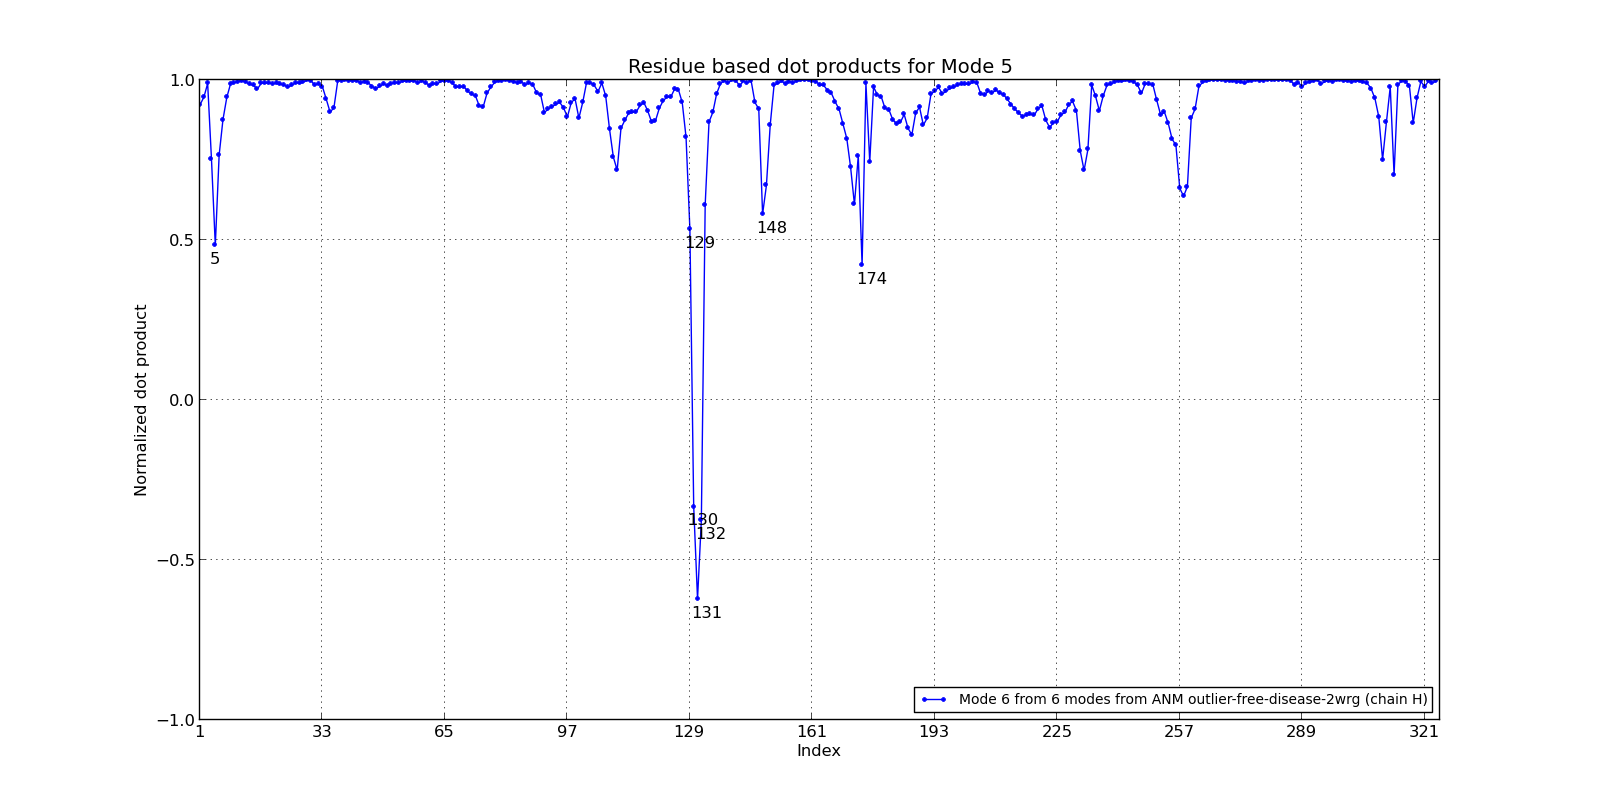 Residue based dot products for Mode 5
1.0
0.5
0.0
−0.5
−1.0
Normalized dot product
5
129
148
174
130
132
131
Mode 6 from 6 modes from ANM outlier-free-disease-2wrg (chain H)
1 33 65 97 129 161 193 225 257 289 321
Index